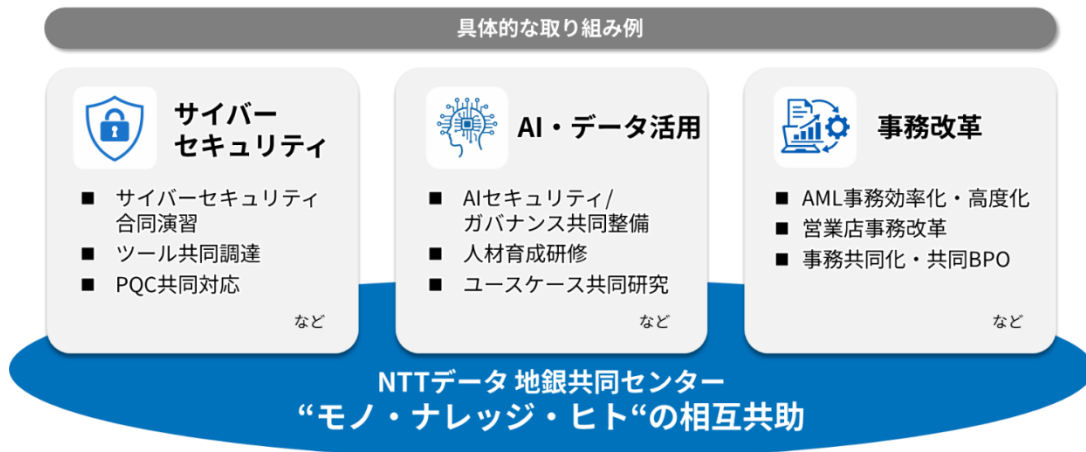 具体的な取り組み例
サイバー
セキュリティ
■ サイバーセキュリティ
合同演習
■ ツール共同調達
■ PQC共同対応
など
AI・データ活用
■ AIセキュリティ/
ガバナンス共同整備
■ 人材育成研修
■ ユースケース共同研究
など
事務改革
■ AML事務効率化・高度化
■ 営業店事務改革
■ 事務共同化・共同BPO
など
NTTデータ 地銀共同センター
“モノ・ナレッジ・ヒト“の相互共助